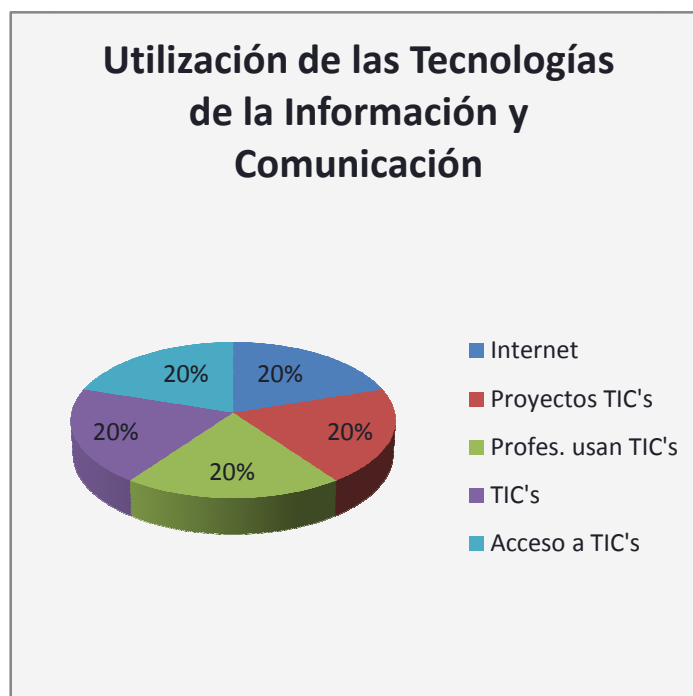 Utilización de las Tecnologías
de la Información y
Comunicación
20%
20%
20%
20%
20%
Internet
Proyectos TIC's
Profes. usan TIC's
TIC's
Acceso a TIC's